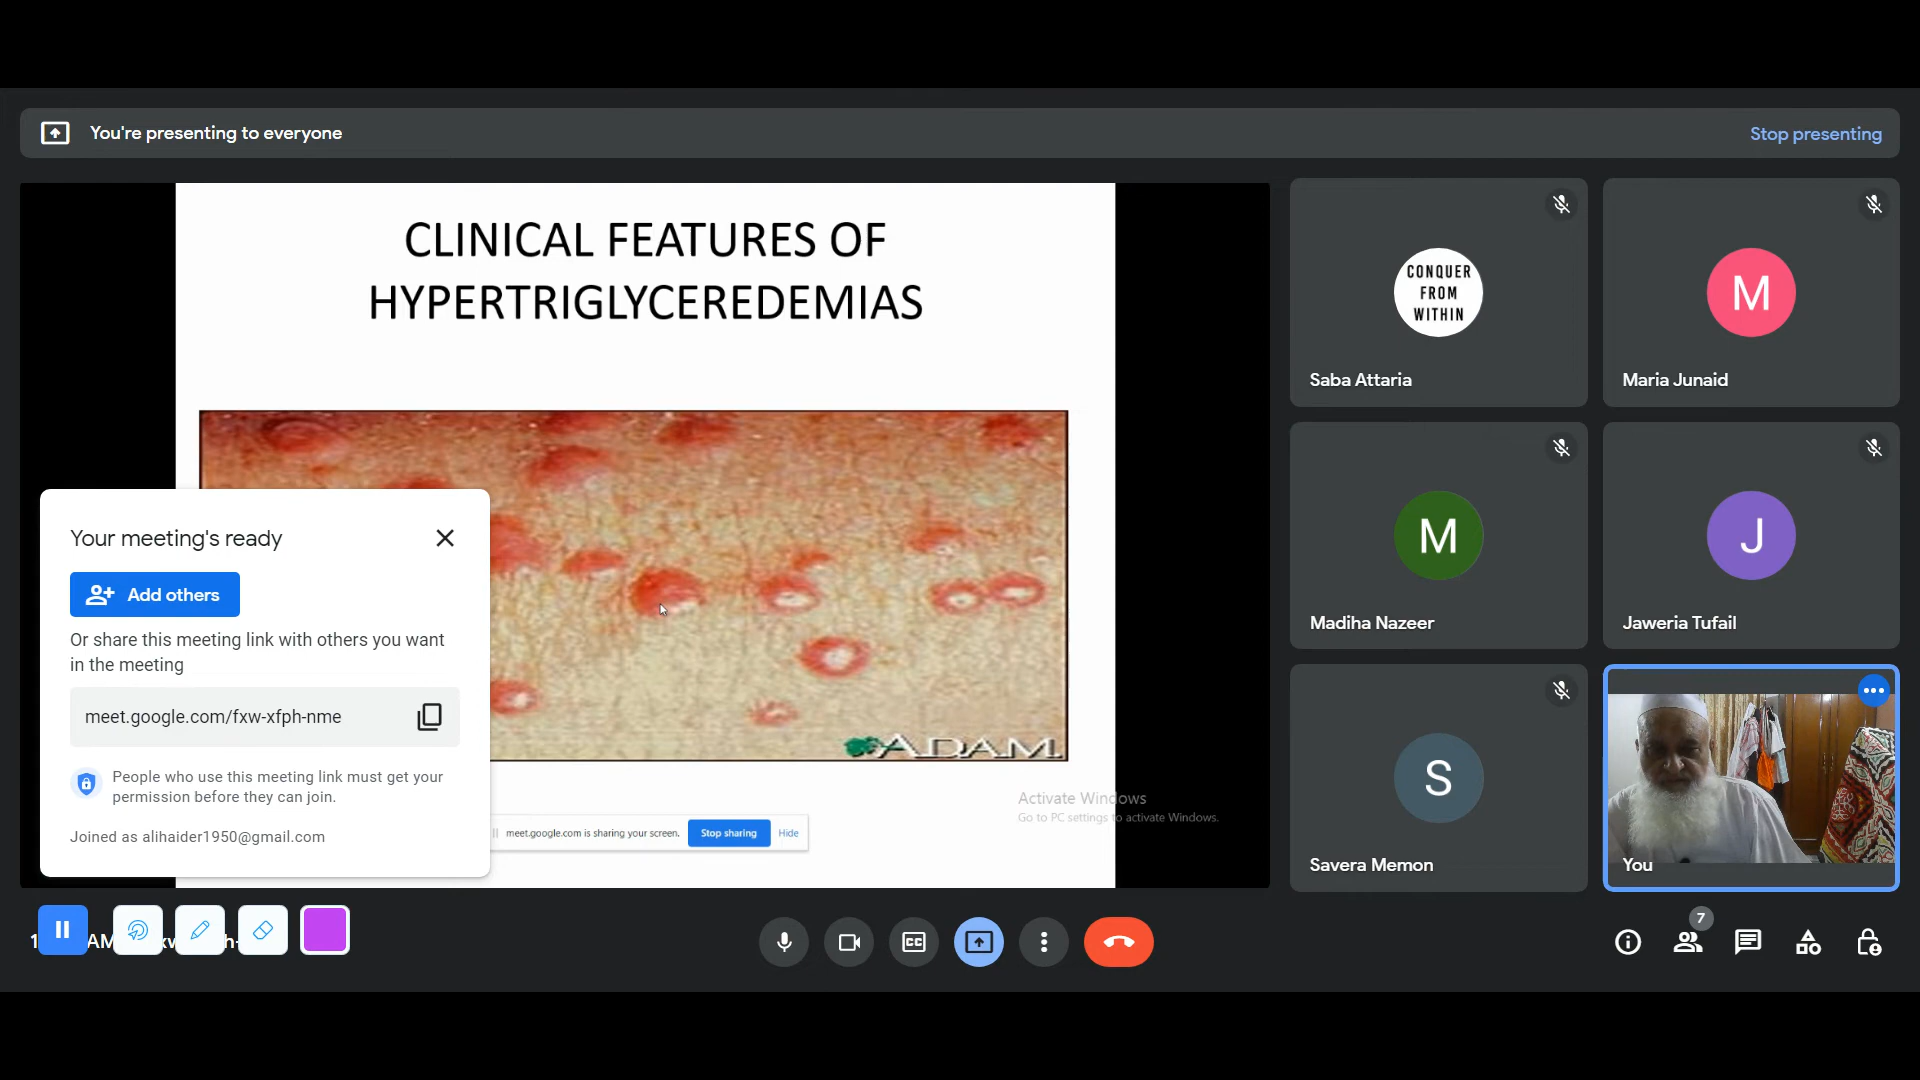 You're presenting to everyone
Stop presenting
CLINICAL FEATURES OF
HYPERTRIGLYCEREDEMIAS
ADAM.
Your meeting's ready
Add others
Or share this meeting link with others you want
in the meeting
meet.google.com/fxw-xfph-nme
People who use this meeting link must get your
permission before they can join.
Joined as alihaider1950@gmail.com
meet.google.com is sharing your screen.
Stop sharing
Hide
Activate Windows
Go to PC settings to activate Windows.
CONQUER
FROM
WITHIN
Saba Attaria
M
Maria Junaid
M
Madiha Nazeer
J
Jaweria Tufail
S
Savera Memon
You
AM
CC
7